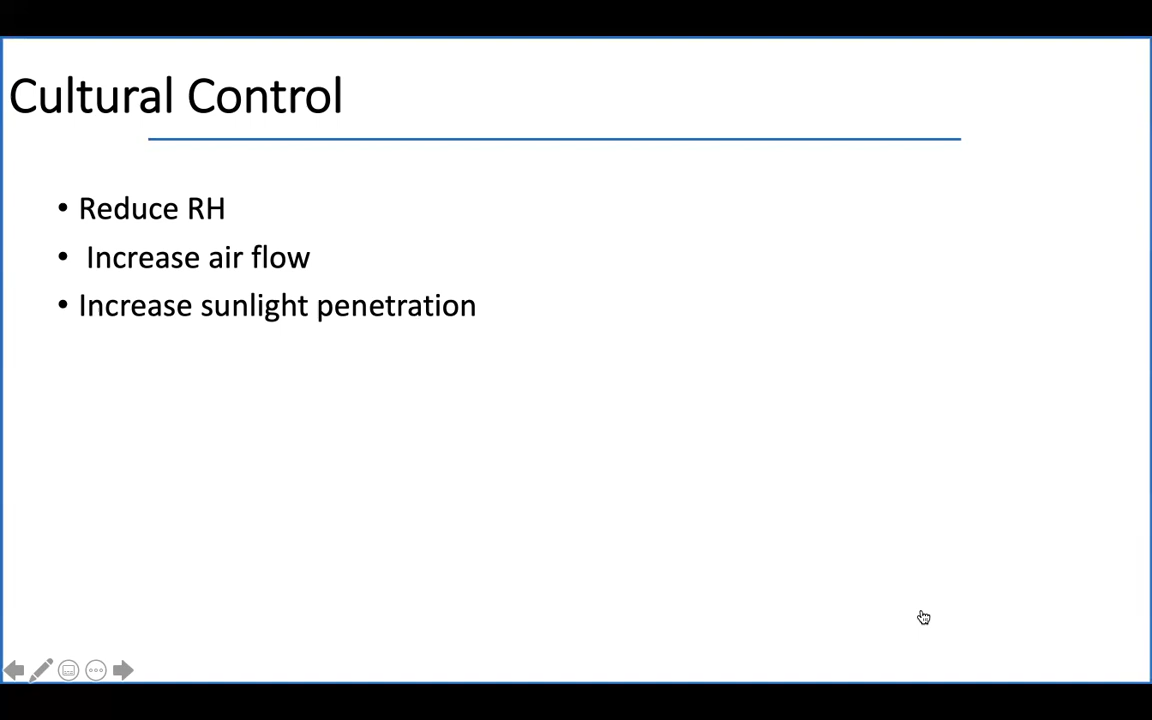 Cultural Control
• Reduce RH
• Increase air flow
• Increase sunlight penetration